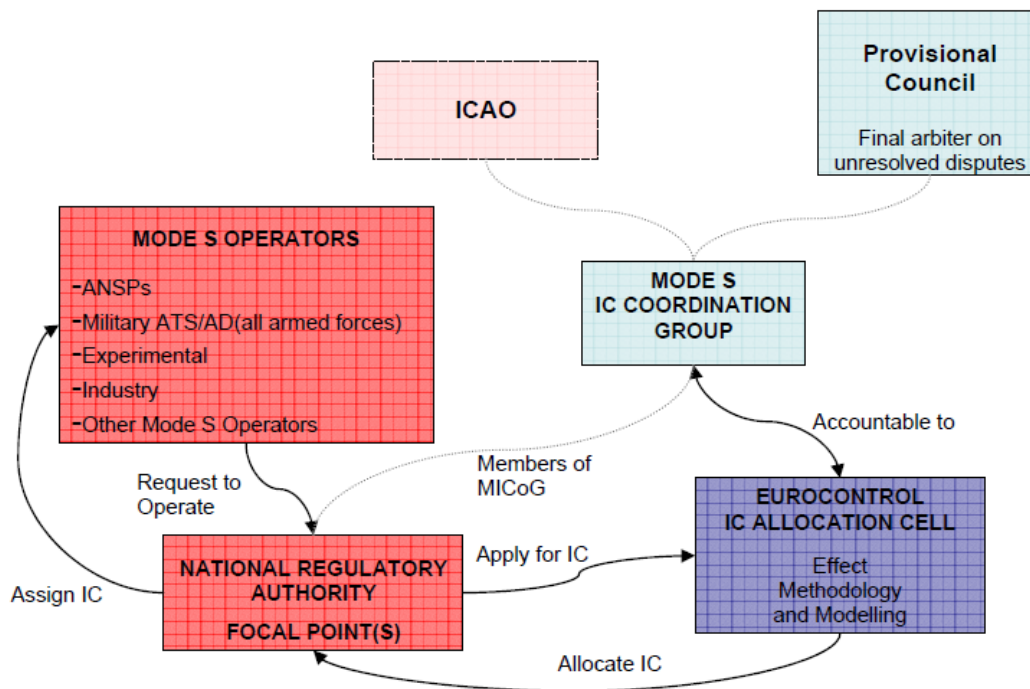 ICAO
Provisional
Council
Final arbiter on
unresolved disputes
MODE S OPERATORS
-ANSPs
-Military ATS/AD(all armed forces)
-Experimental
-Industry
-Other Mode S Operators
MODE S
IC COORDINATION
GROUP
Request to
Operate
Members of
MICoG
Accountable to
Assign IC
NATIONAL REGULATORY
AUTHORITY
FOCAL POINT(S)
Apply for IC
EUROCONTROL
IC ALLOCATION CELL
Effect
Methodology
and Modelling
Allocate IC